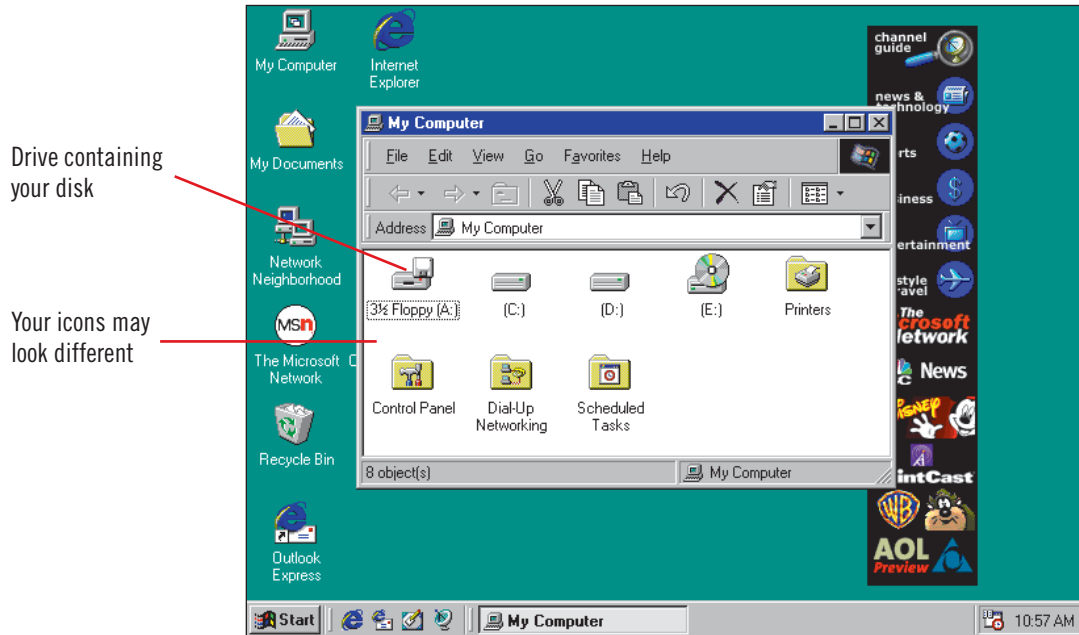 Drive containing
your disk
Your icons may
look different
My Computer
Internet
Explorer
My Documents
Network
Neighborhood
msn
The Microsoft
Network
Recycle Bin
Outlook
Express
My Computer
File Edit View Go Favorites Help
Address My Computer
3½ Floppy (A:) (C:) (D:) (E:) Printers
Control Panel Dial-Up
Networking Scheduled
Tasks
8 object(s) My Computer
channel
guide
news &
technology
rts
iness
ertainment
style
ravel
The
crosoft
etwork
News
DISNEY
intCast
WB
AOL
Preview
Start My Computer 10:57 AM